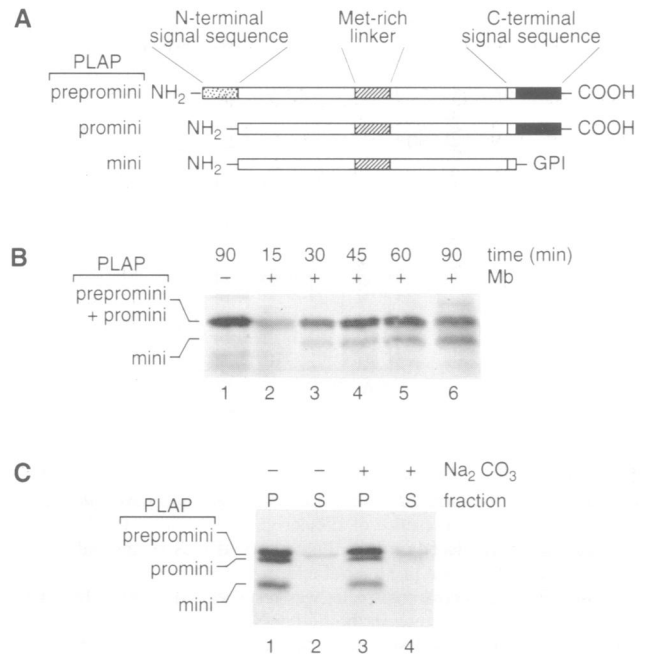 A
N-terminal signal sequence
Met-rich linker
C-terminal signal sequence
PLAP
prepromini NH2 COOH
promini NH2 COOH
mini NH2 GPI
B
PLAP
90 15 30 45 60 90 time (min)
− + + + + + Mb
prepromini
+ promini
mini
1 2 3 4 5 6
C
− − + + Na2 CO3
PLAP
P S P S fraction
prepromini
promini
mini
1 2 3 4